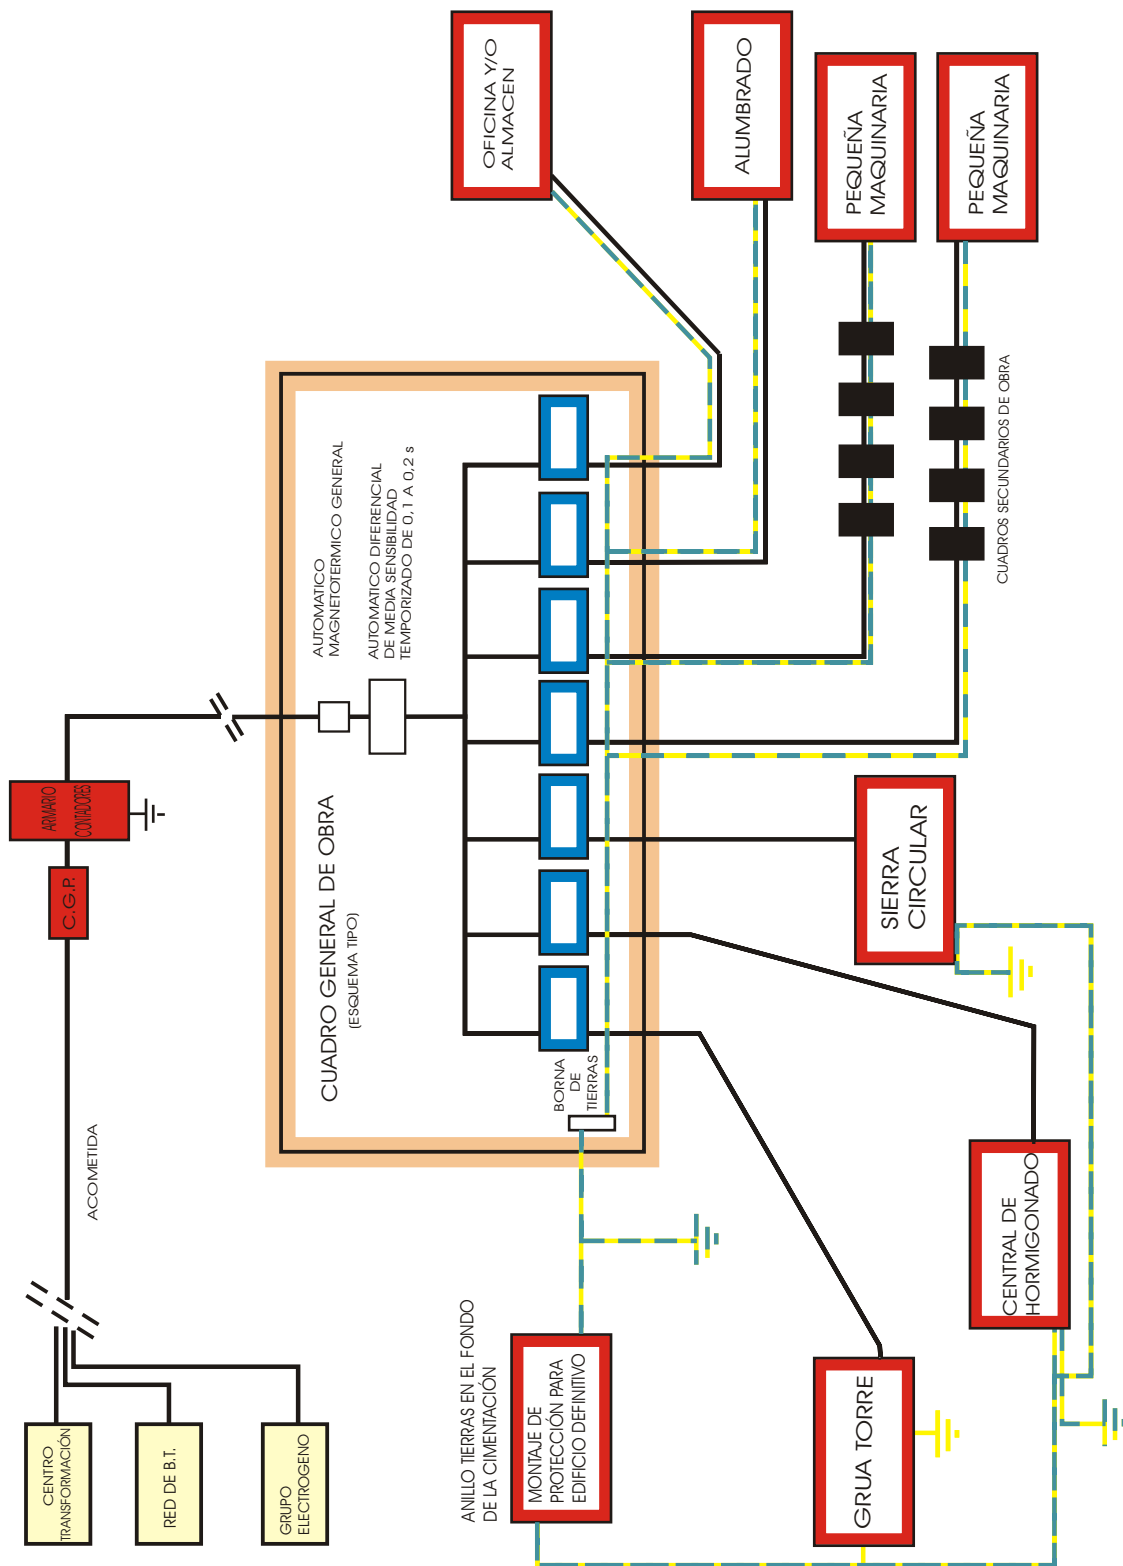 CENTRO
TRANSFORMACIÓN
RED DE B.T.
GRUPO
ELECTROGENO
ACOMETIDA
C.G.P.
ARMARIO
CONTADORES
CUADRO GENERAL DE OBRA
(ESQUEMA TIPO)
AUTOMATICO
MAGNETOTERMICO GENERAL
AUTOMATICO DIFERENCIAL
DE MEDIA SENSIBILIDAD
TEMPORIZADO DE 0,1 A 0,2 s
BORNA
DE
TIERRAS
OFICINA Y/O
ALMACEN
ALUMBRADO
PEQUEÑA
MAQUINARIA
PEQUEÑA
MAQUINARIA
CUADROS SECUNDARIOS DE OBRA
SIERRA
CIRCULAR
CENTRAL DE
HORMIGONADO
GRUA TORRE
ANILLO TIERRAS EN EL FONDO
DE LA CIMENTACIÓN
MONTAJE DE
PROTECCIÓN PARA
EDIFICIO DEFINITIVO